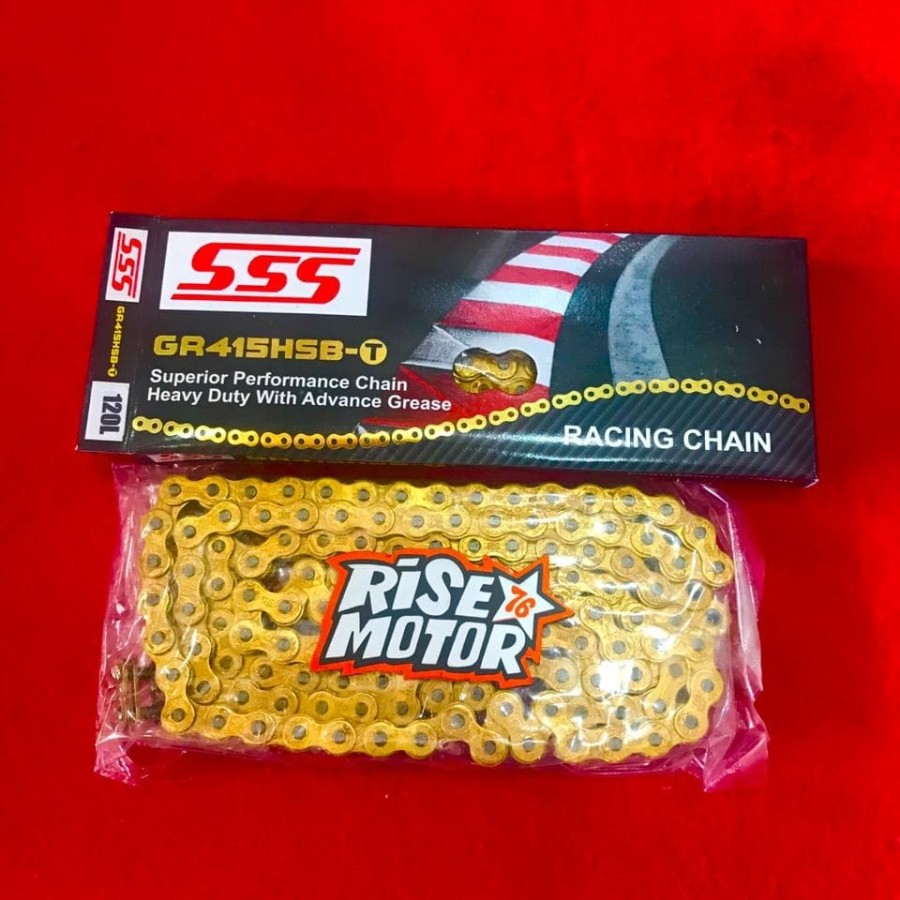 SSS
GR415HSB-T
120L
SSS
GR415HSB-T
Superior Performance Chain
Heavy Duty With Advance Grease
RACING CHAIN
RiSE 76
MOTOR